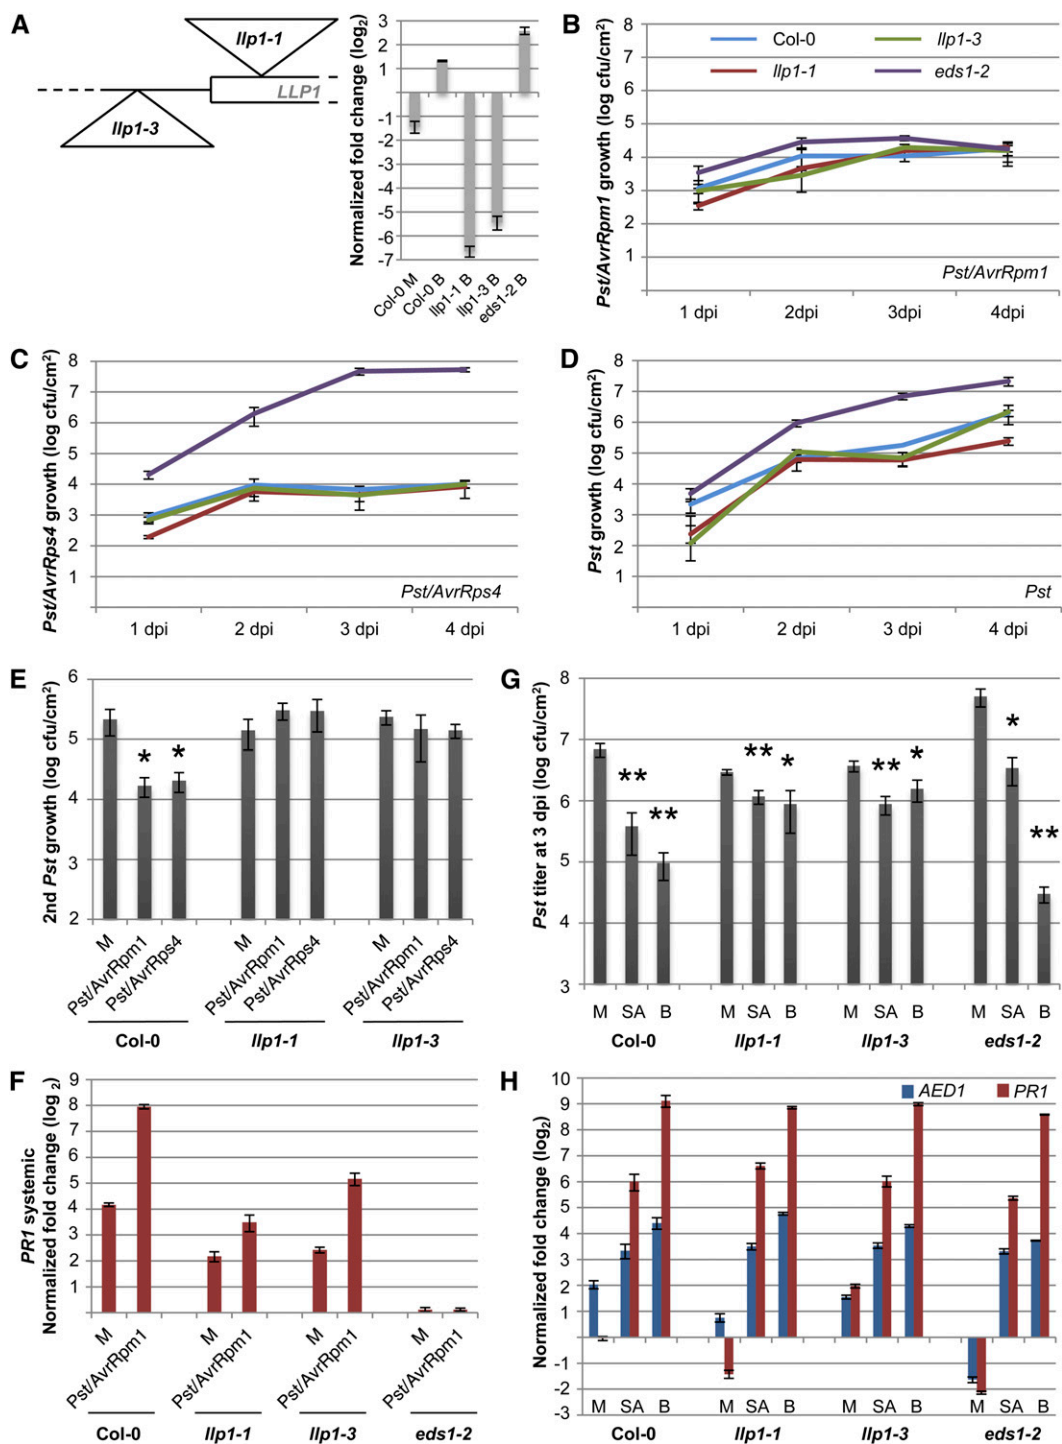 A
llp1-1
LLP1
llp1-3
Normalized fold change (log2)
3
2
1
-1
-2
-3
-4
-5
-6
-7
Col-0 M
Col-0 B
llp1-1 B
llp1-3 B
eds1-2 B
B
Pst/AvrRpm1 growth (log cfu/cm²)
8
7
6
5
4
3
2
1
Col-0
llp1-3
llp1-1
eds1-2
Pst/AvrRpm1
1 dpi
2dpi
3dpi
4dpi
C
Pst/AvrRps4 growth (log cfu/cm²)
8
7
6
5
4
3
2
1
Pst/AvrRps4
1 dpi
2 dpi
3 dpi
4 dpi
D
Pst growth (log cfu/cm²)
8
7
6
5
4
3
2
1
Pst
1 dpi
2 dpi
3 dpi
4 dpi
E
2nd Pst growth (log cfu/cm²)
6
5
4
3
2
* *
M
Pst/AvrRpm1
Pst/AvrRps4
M
Pst/AvrRpm1
Pst/AvrRps4
M
Pst/AvrRpm1
Pst/AvrRps4
Col-0
llp1-1
llp1-3
G
Pst titer at 3 dpi (log cfu/cm²)
8
7
6
5
4
3
** **
** *
** *
* **
M SA B M SA B M SA B M SA B
Col-0
llp1-1
llp1-3
eds1-2
F
PR1 systemic
Normalized fold change (log 2)
9
8
7
6
5
4
3
2
1
M
Pst/AvrRpm1
M
Pst/AvrRpm1
M
Pst/AvrRpm1
M
Pst/AvrRpm1
Col-0
llp1-1
llp1-3
eds1-2
H
Normalized fold change (log2)
10
9
8
7
6
5
4
3
2
1
-1
-2
-3
AED1
PR1
M SA B M SA B M SA B M SA B
Col-0
llp1-1
llp1-3
eds1-2